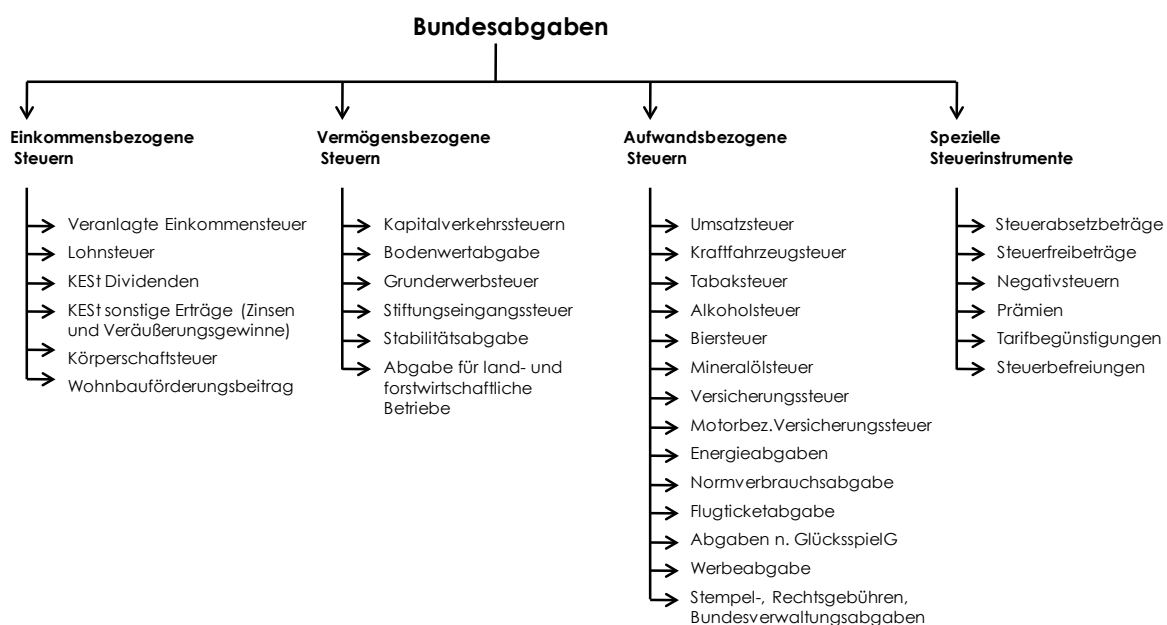 Bundesabgaben
Einkommensbezogene
Steuern
Veranlagte Einkommensteuer
Lohnsteuer
KESt Dividenden
KESt sonstige Erträge (Zinsen
und Veräußerungsgewinne)
Körperschaftsteuer
Wohnbauförderungsbeitrag
Vermögensbezogene
Steuern
Kapitalverkehrssteuern
Bodenwertabgabe
Grunderwerbsteuer
Stiftungseingangssteuer
Stabilitätsabgabe
Abgabe für land- und
forstwirtschaftliche
Betriebe
Aufwandsbezogene
Steuern
Umsatzsteuer
Kraftfahrzeugsteuer
Tabaksteuer
Alkoholsteuer
Biersteuer
Mineralölsteuer
Versicherungssteuer
Motorbez.Versicherungssteuer
Energieabgaben
Normverbrauchsabgabe
Flugticketabgabe
Abgaben n. GlücksspielG
Werbeabgabe
Stempel-, Rechtsgebühren,
Bundesverwaltungsabgaben
Spezielle
Steuerinstrumente
Steuerabsetzbeträge
Steuerfreibeträge
Negativsteuern
Prämien
Tarifbegünstigungen
Steuerbefreiungen